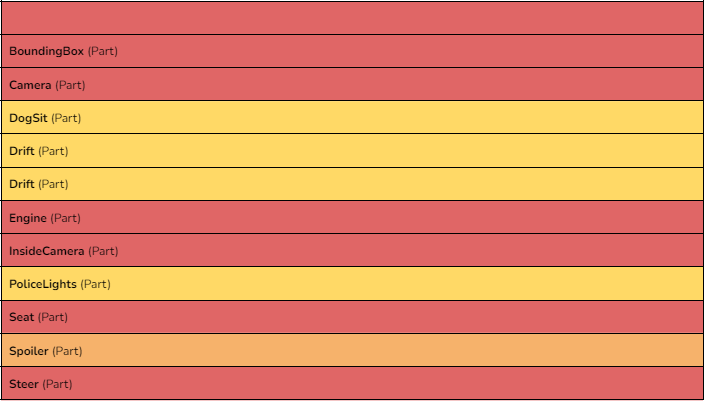 BoundingBox (Part)
Camera (Part)
DogSit (Part)
Drift (Part)
Drift (Part)
Engine (Part)
InsideCamera (Part)
PoliceLights (Part)
Seat (Part)
Spoiler (Part)
Steer (Part)